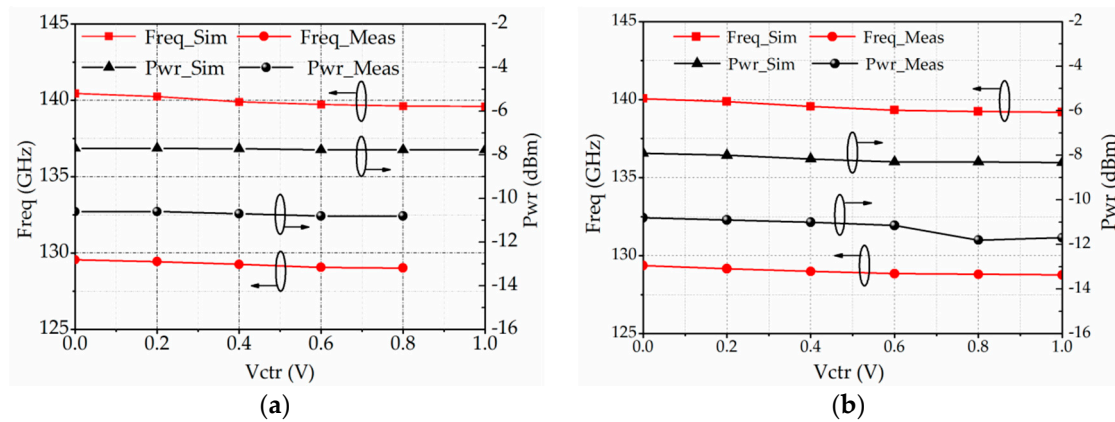 145
140
135
130
125
Freq (GHz)
Freq_Sim Freq_Meas
Pwr_Sim Pwr_Meas
-2
-4
-6
-8
-10
-12
-14
-16
Pwr (dBm)
0.0 0.2 0.4 0.6 0.8 1.0
Vctr (V)
(a)
145
140
135
130
125
Freq (GHz)
Freq_Sim Freq_Meas
Pwr_Sim Pwr_Meas
-2
-4
-6
-8
-10
-12
-14
-16
Pwr (dBm)
0.0 0.2 0.4 0.6 0.8 1.0
Vctr (V)
(b)